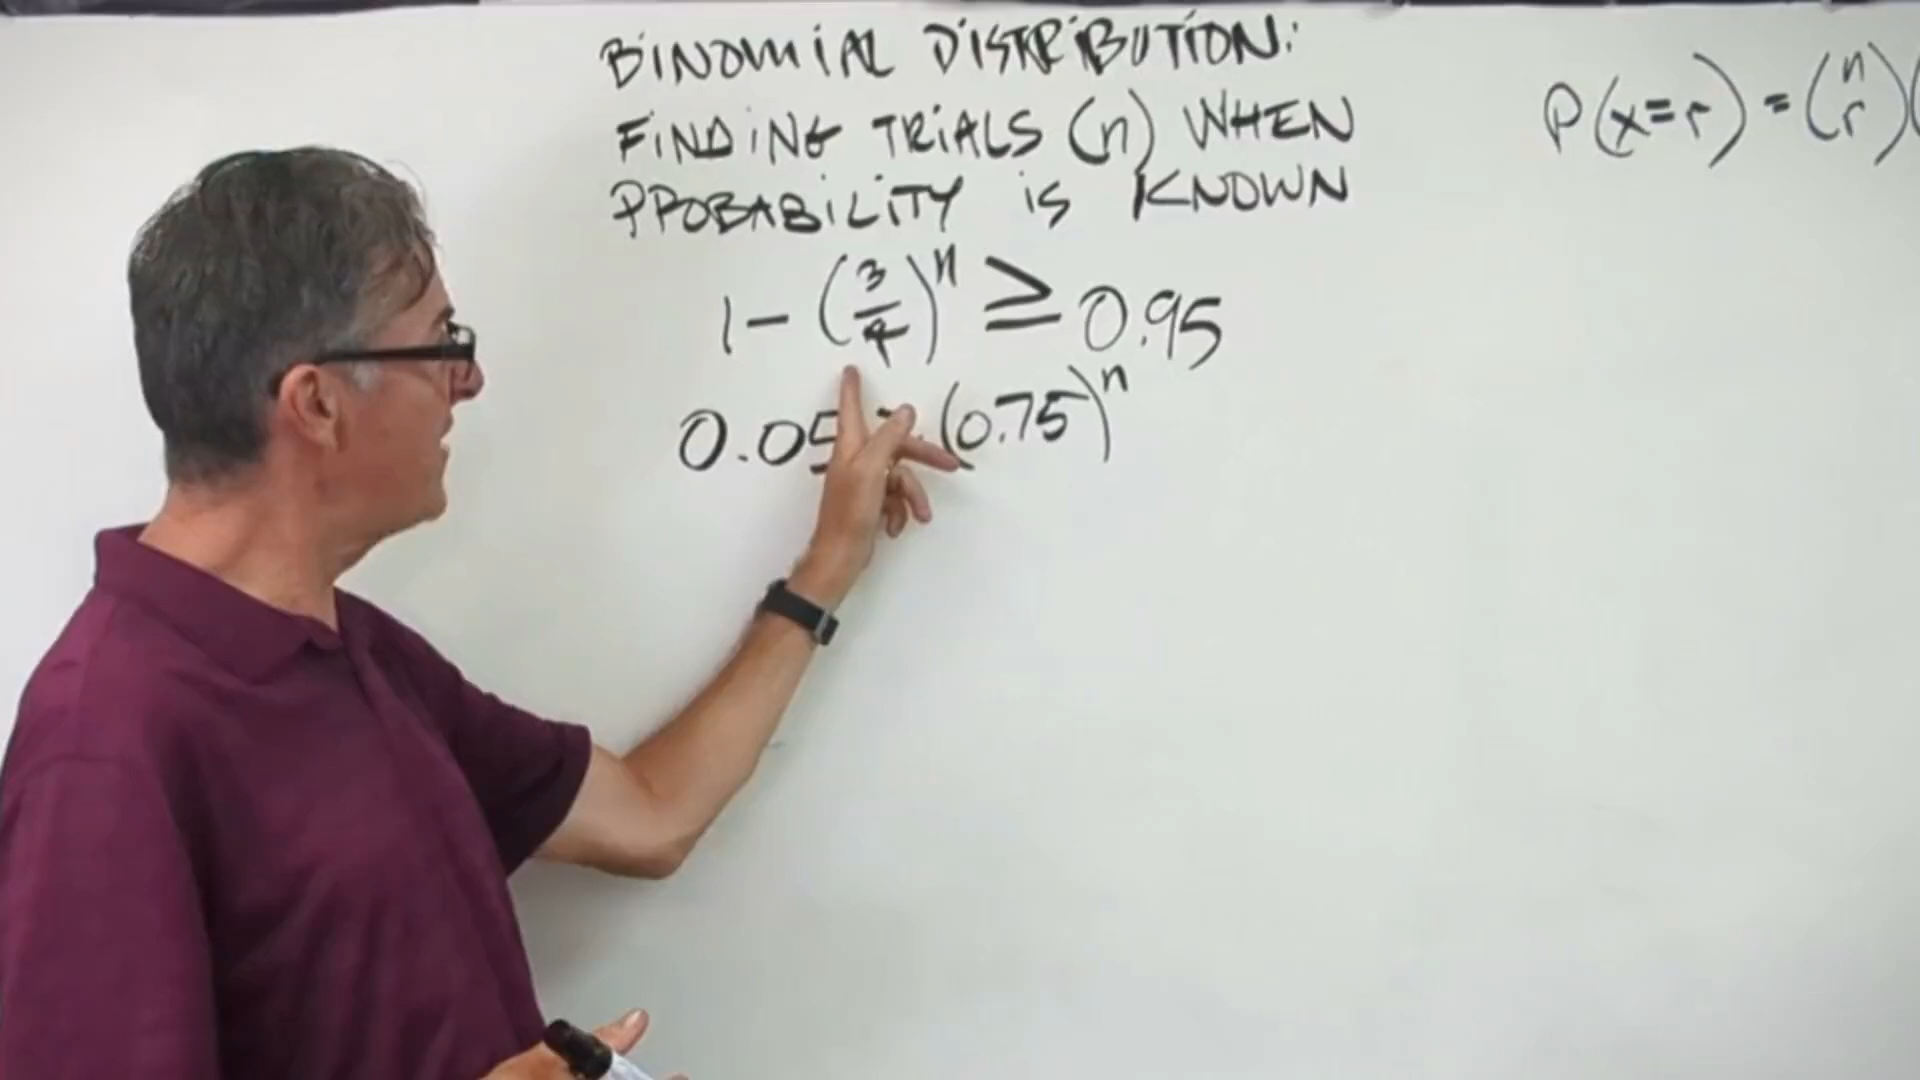 BINOMIAL DISTRIBUTION:
FINDING TRIALS (n) WHEN
PROBABILITY is KNOWN
P(x=r) = (n r)(
1 - (3/4)^n ≥ 0.95
0.05 (0.75)^n